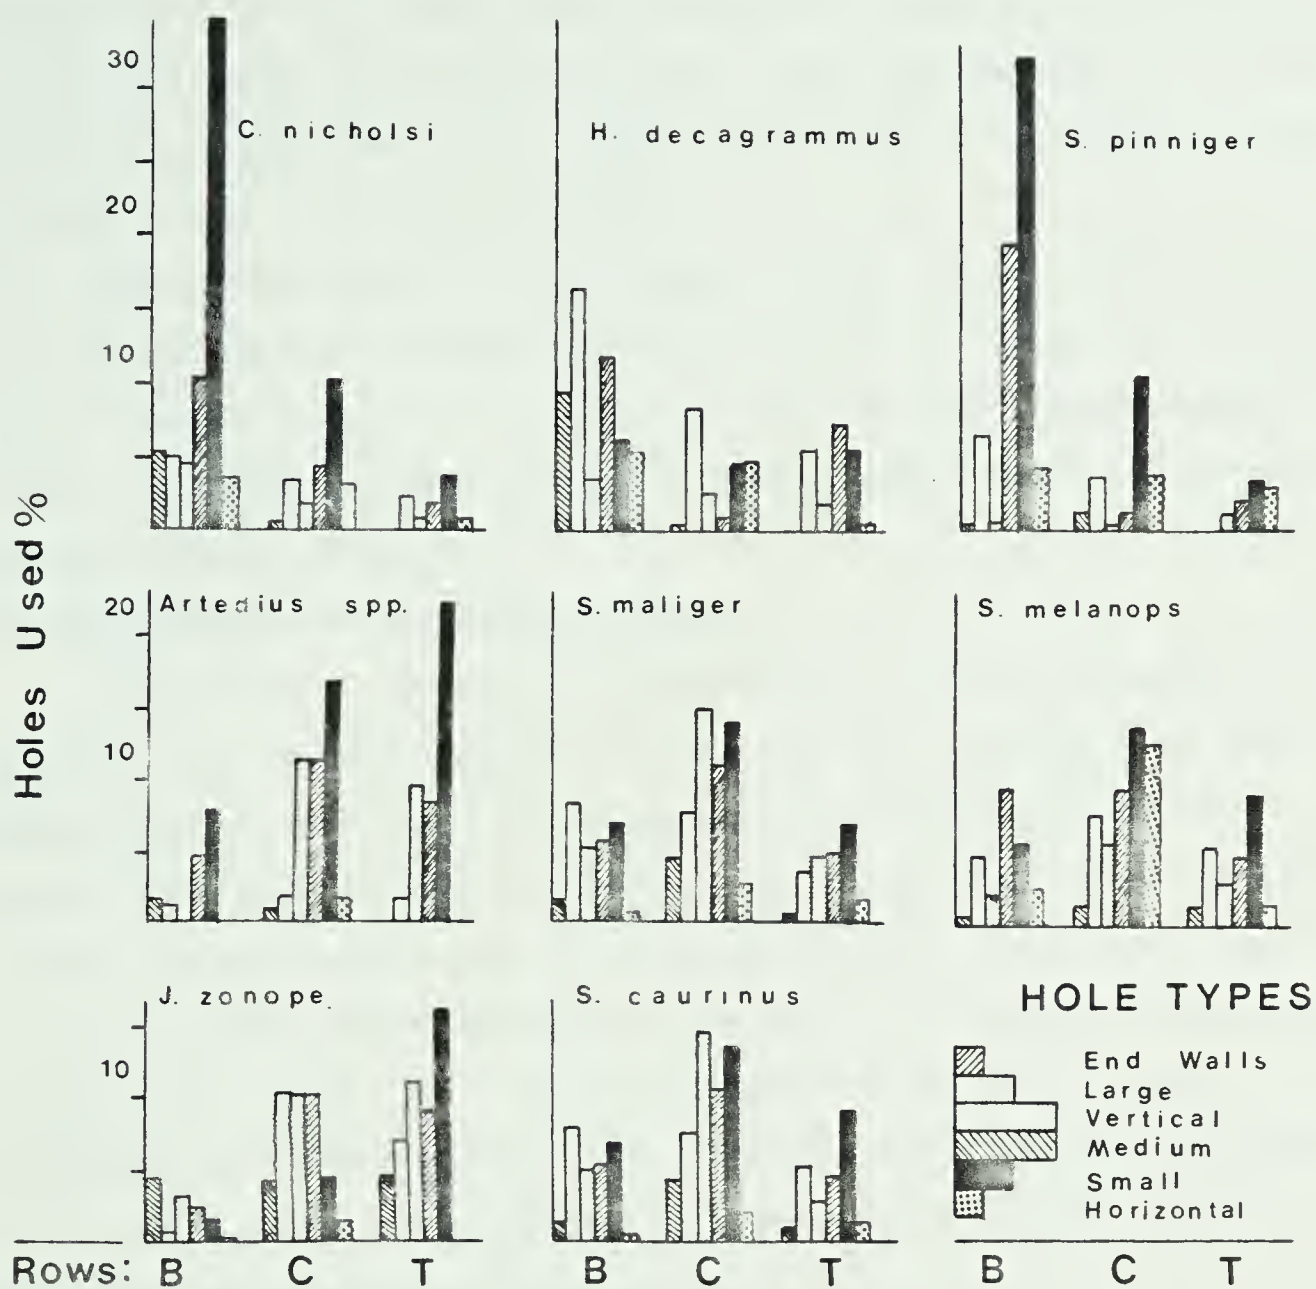 Holes Used %
30
20
10
C. nicholsi
H. decagrammus
S. pinniger
20
10
Artedius spp.
S. maliger
S. melanops
10
J. zonope
S. caurinus
HOLE TYPES
End Walls
Large
Vertical
Medium
Small
Horizontal
Rows: B C T B C T B C T